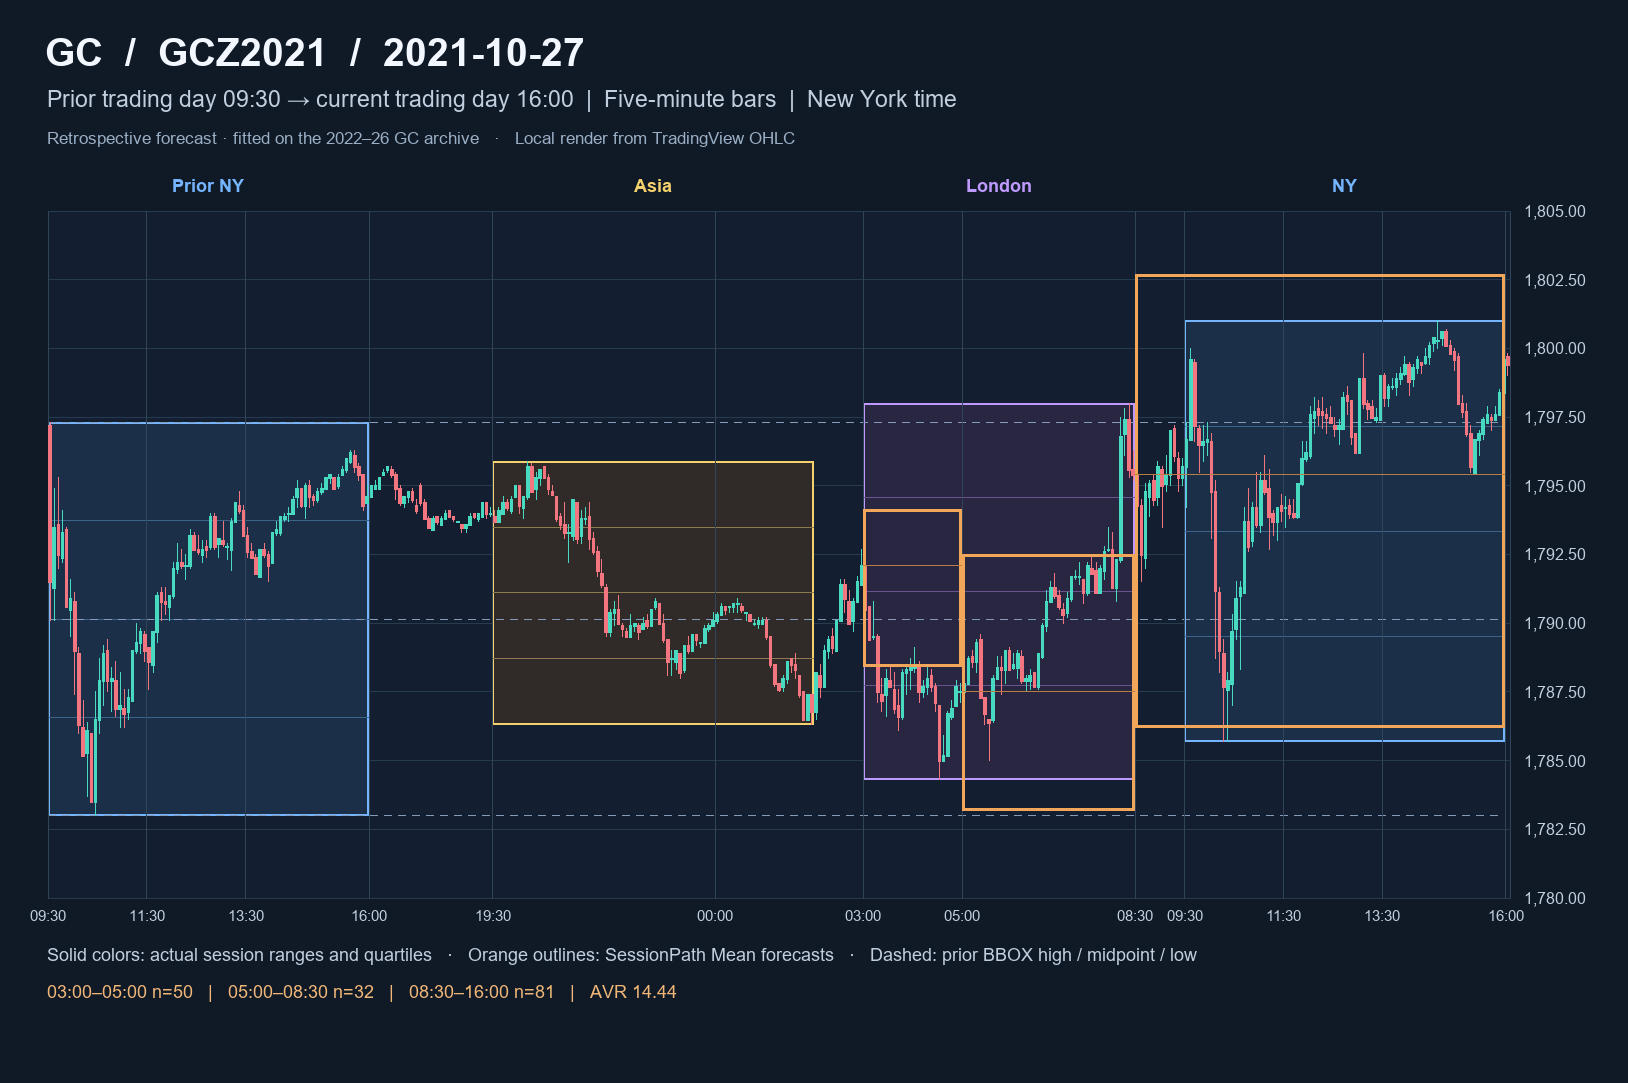 GC / GCZ2021 / 2021-10-27
Prior trading day 09:30 → current trading day 16:00 | Five-minute bars | New York time
Retrospective forecast · fitted on the 2022–26 GC archive · Local render from TradingView OHLC
Prior NY Asia London NY
1,805.00
1,802.50
1,800.00
1,797.50
1,795.00
1,792.50
1,790.00
1,787.50
1,785.00
1,782.50
1,780.00
09:30 11:30 13:30 16:00 19:30 00:00 03:00 05:00 08:30 09:30 11:30 13:30 16:00
Solid colors: actual session ranges and quartiles · Orange outlines: SessionPath Mean forecasts · Dashed: prior BBOX high / midpoint / low
03:00–05:00 n=50 | 05:00–08:30 n=32 | 08:30–16:00 n=81 | AVR 14.44